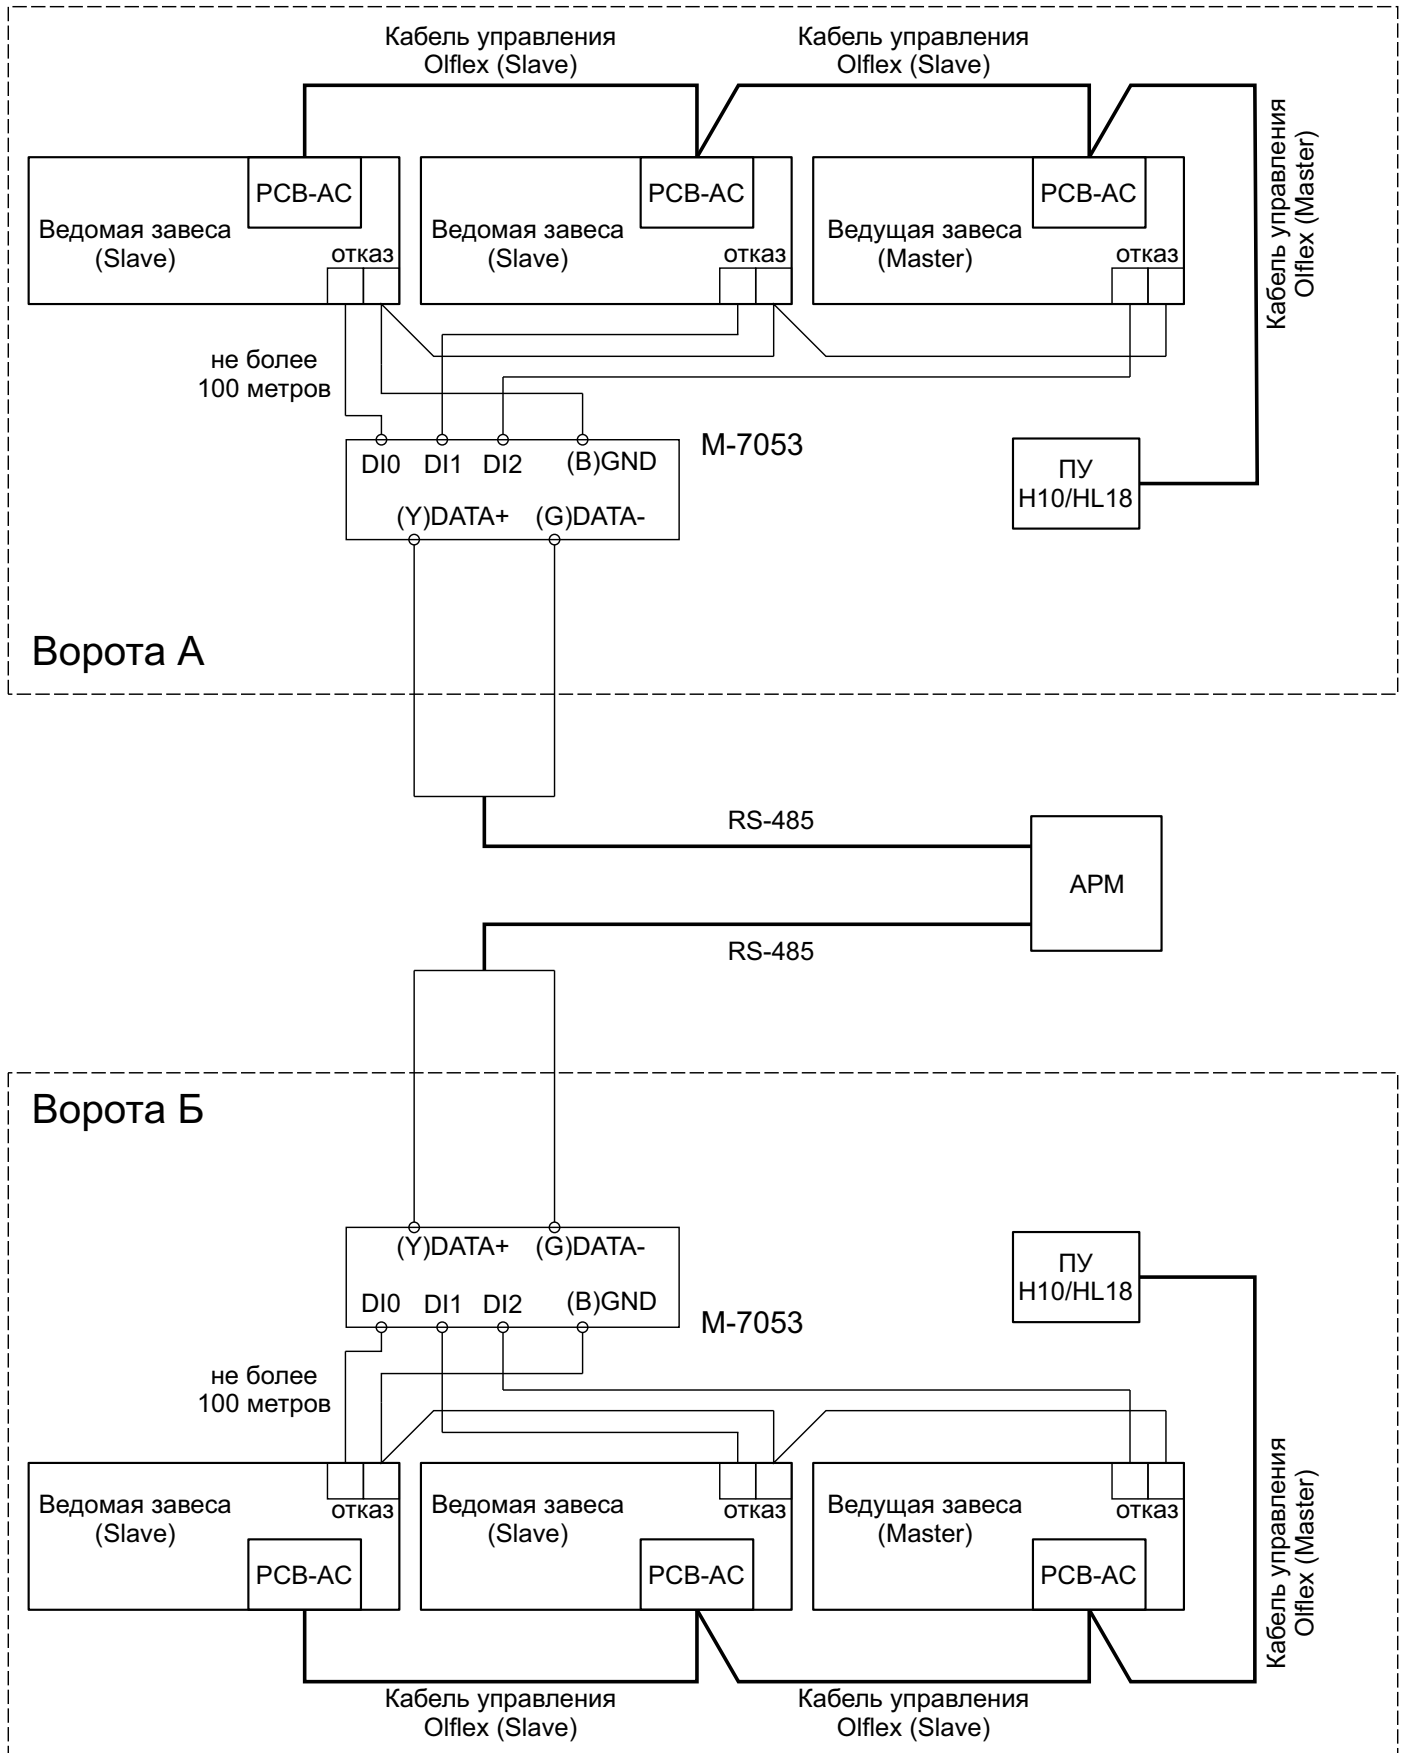 Кабель управления
Olflex (Slave)
Кабель управления
Olflex (Slave)
Кабель управления
Olflex (Master)
PCB-AC
Ведомая завеса
(Slave)
отказ
PCB-AC
Ведомая завеса
(Slave)
отказ
PCB-AC
Ведущая завеса
(Master)
отказ
не более
100 метров
M-7053
DI0 DI1 DI2 (B)GND
(Y)DATA+ (G)DATA-
ПУ
H10/HL18
Ворота А
RS-485
АРМ
RS-485
Ворота Б
(Y)DATA+ (G)DATA-
DI0 DI1 DI2 (B)GND
M-7053
ПУ
H10/HL18
не более
100 метров
Ведомая завеса
(Slave)
отказ
PCB-AC
Ведомая завеса
(Slave)
отказ
PCB-AC
Ведущая завеса
(Master)
отказ
PCB-AC
Кабель управления
Olflex (Master)
Кабель управления
Olflex (Slave)
Кабель управления
Olflex (Slave)